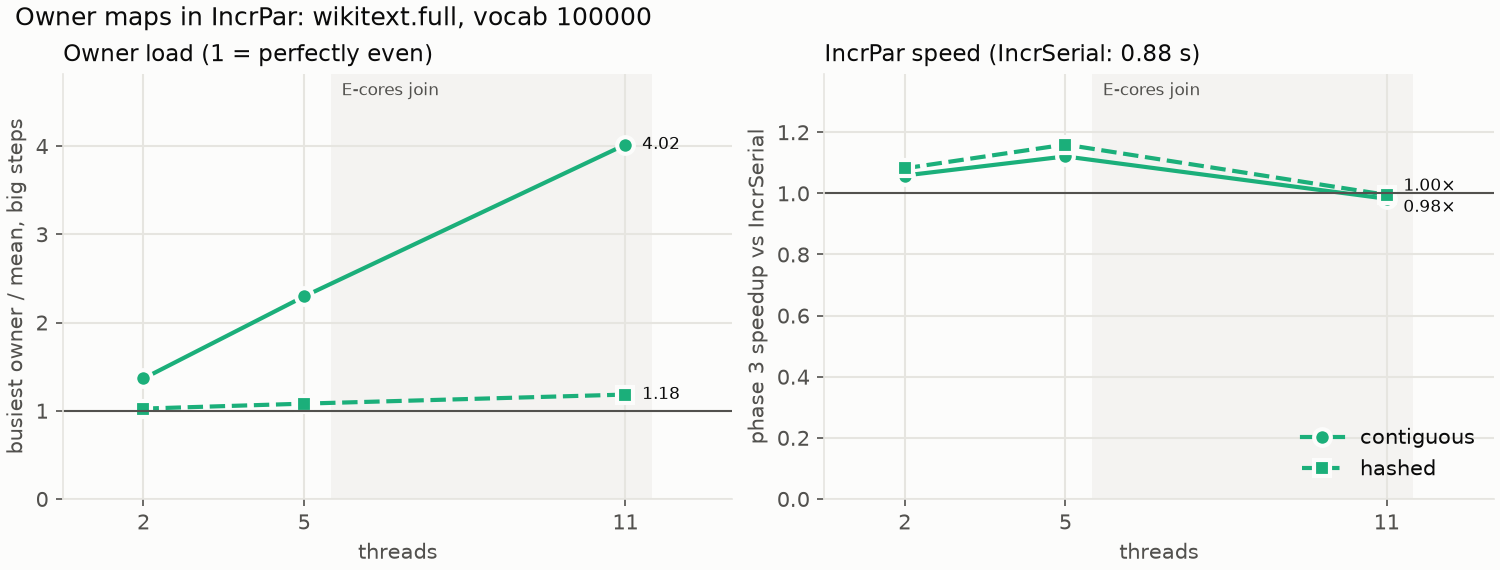 Owner maps in IncrPar: wikitext.full, vocab 100000
Owner load (1 = perfectly even)
E-cores join
busiest owner / mean, big steps
4
3
2
1
0
4.02
1.18
2
5
11
threads
IncrPar speed (IncrSerial: 0.88 s)
E-cores join
phase 3 speedup vs IncrSerial
1.2
1.0
0.8
0.6
0.4
0.2
0.0
1.00×
0.98×
contiguous
hashed
2
5
11
threads